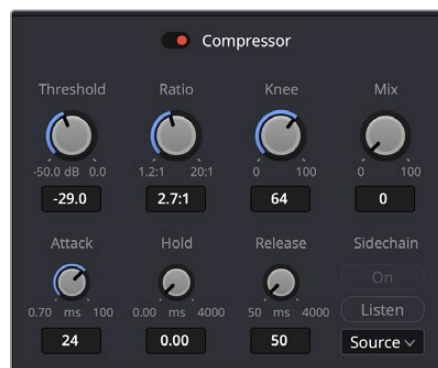 Compressor
Threshold Ratio Knee Mix
-50.0 dB 0.0 1.2:1 20:1 0 100 0 100
-29.0 2.7:1 64 0
Attack Hold Release Sidechain
On
0.70 ms 100 0.00 ms 4000 50 ms 4000 Listen
24 0.00 50 Source